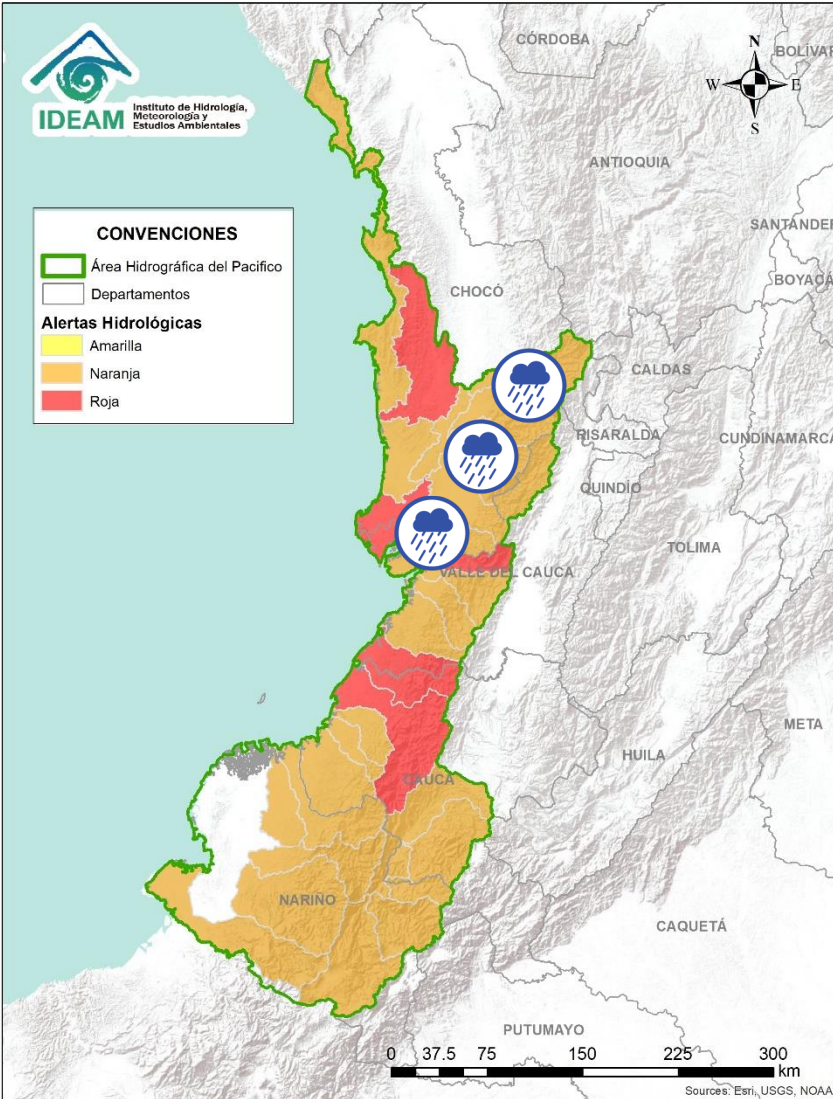 IDEAM
Instituto de Hidrología,
Meteorología y
Estudios Ambientales
CÓRDOBA
BOLÍVAR
N
W
E
S
ANTIOQUIA
SANTANDER
BOYACÁ
CONVENCIONES
Área Hidrográfica del Pacifico
Departamentos
Alertas Hidrológicas
Amarilla
Naranja
Roja
CHOCÓ
CALDAS
RISARALDA
CUNDINAMARCA
QUINDÍO
TOLIMA
VALLE DEL CAUCA
META
HUILA
CAUCA
NARIÑO
CAQUETÁ
PUTUMAYO
0 37.5 75 150 225 300
km
Sources: Esri, USGS, NOAA